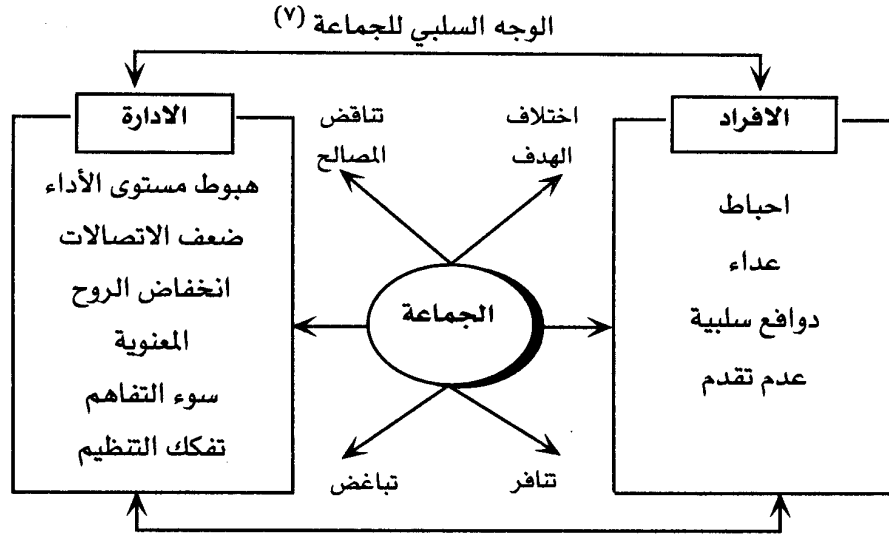 الوجه السلبي للجماعة (٧)
الافراد
احباط
عداء
دوافع سلبية
عدم تقدم
اختلاف
الهدف
تناقض
المصالح
الجماعة
تنافر
تباغض
الادارة
هبوط مستوى الأداء
ضعف الاتصالات
انخفاض الروح
المعنوية
سوء التفاهم
تفكك التنظيم